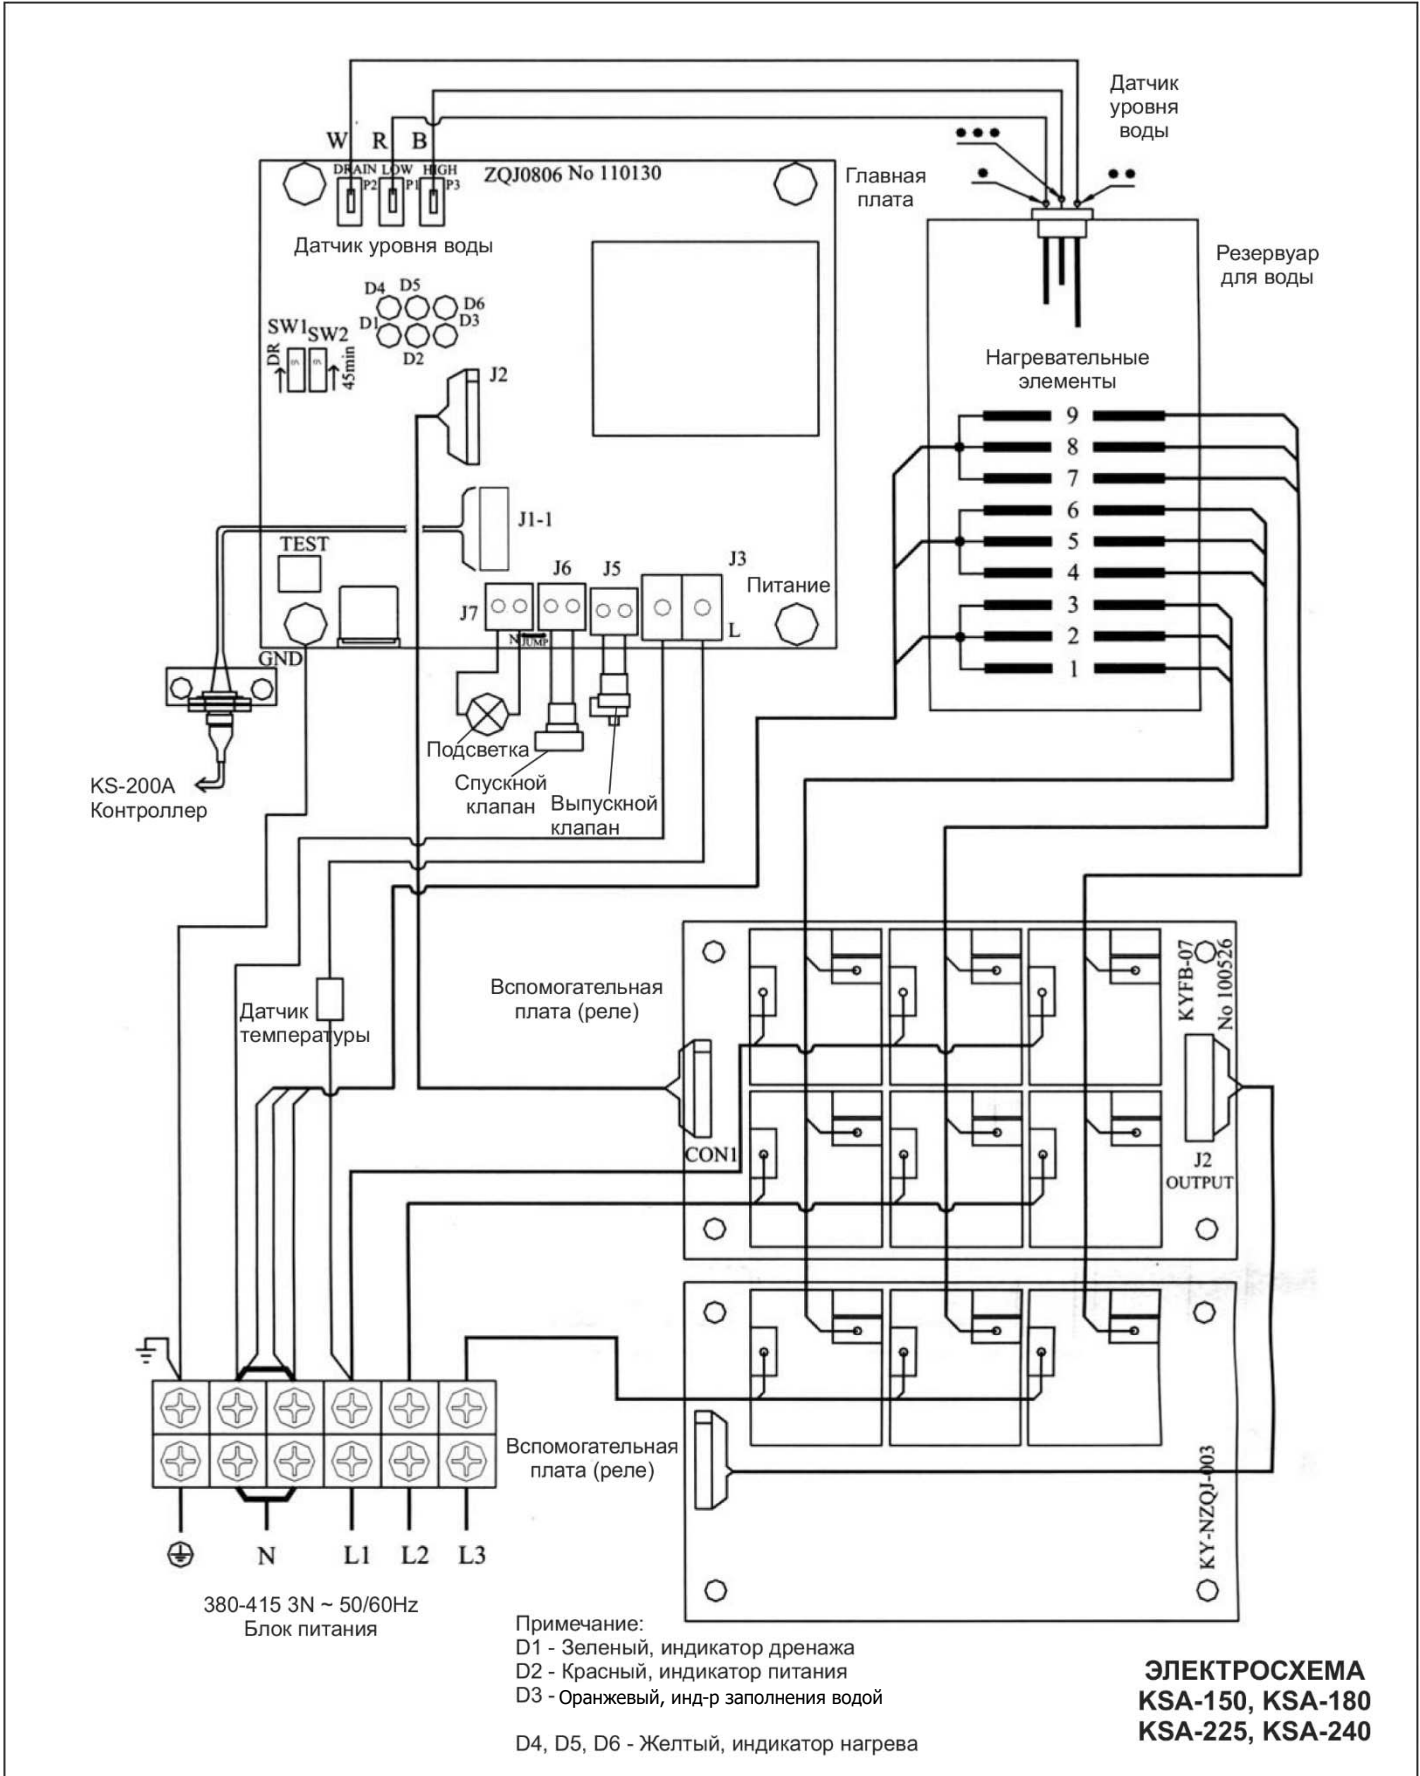 Датчик
уровня
воды
W R B
DRAIN LOW HIGH
P2 P1 P3
ZQJ0806 No 110130
Главная
плата
Датчик уровня воды
Резервуар
для воды
D4 D5 D6
D1 D2 D3
SW1 SW2
DR
45min
J2
Нагревательные
элементы
9
8
7
6
5
4
3
2
1
J1-1
TEST
J7 J6 J5 J3
Питание
N JUMP L
GND
Подсветка
Спускной
клапан
Выпускной
клапан
KS-200A
Контроллер
Вспомогательная
плата (реле)
KYFB-07
No 100526
Датчик
температуры
CON1
J2
OUTPUT
Вспомогательная
плата (реле)
KY-NZQJ-003
N L1 L2 L3
380-415 3N ~ 50/60Hz
Блок питания
Примечание:
D1 - Зеленый, индикатор дренажа
D2 - Красный, индикатор питания
D3 - Оранжевый, инд-р заполнения водой
D4, D5, D6 - Желтый, индикатор нагрева
ЭЛЕКТРОСХЕМА
KSA-150, KSA-180
KSA-225, KSA-240